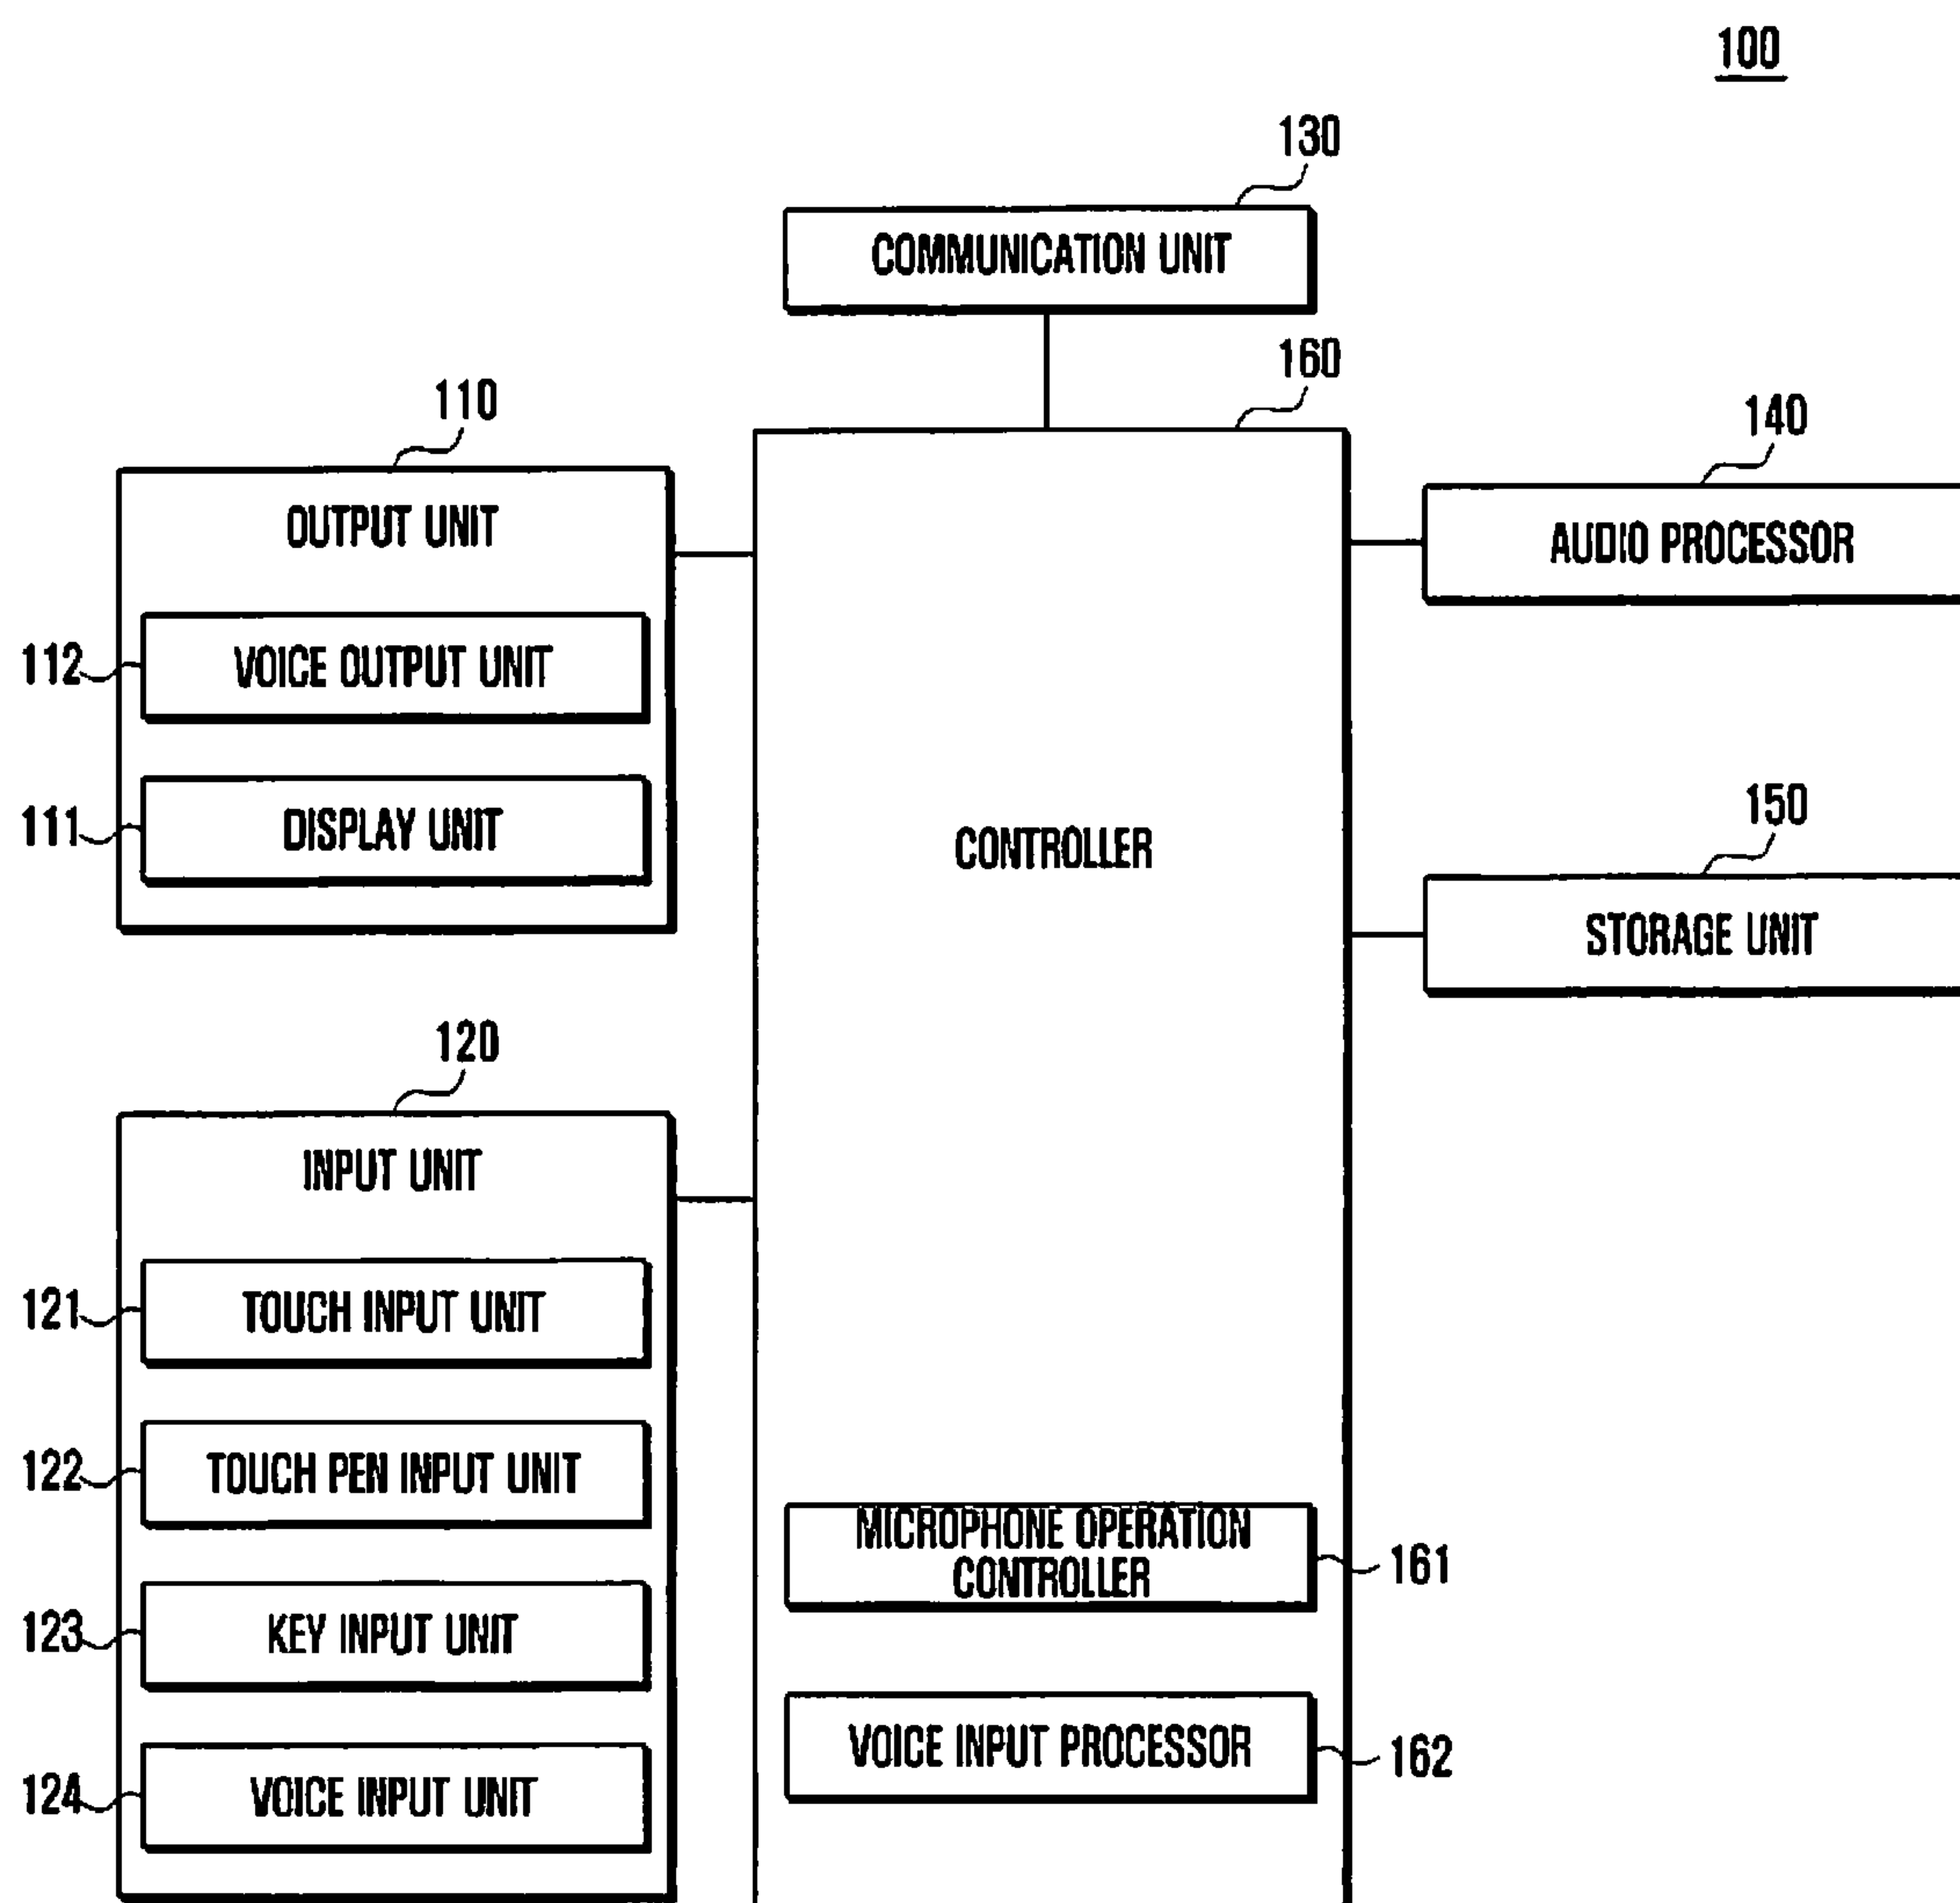 100
130
COMMUNICATION UNIT
160
110
OUTPUT UNIT
112
VOICE OUTPUT UNIT
111
DISPLAY UNIT
120
INPUT UNIT
121
TOUCH INPUT UNIT
122
TOUCH PEN INPUT UNIT
123
KEY INPUT UNIT
124
VOICE INPUT UNIT
CONTROLLER
MICROPHONE OPERATION
CONTROLLER
161
VOICE INPUT PROCESSOR
162
140
AUDIO PROCESSOR
150
STORAGE UNIT